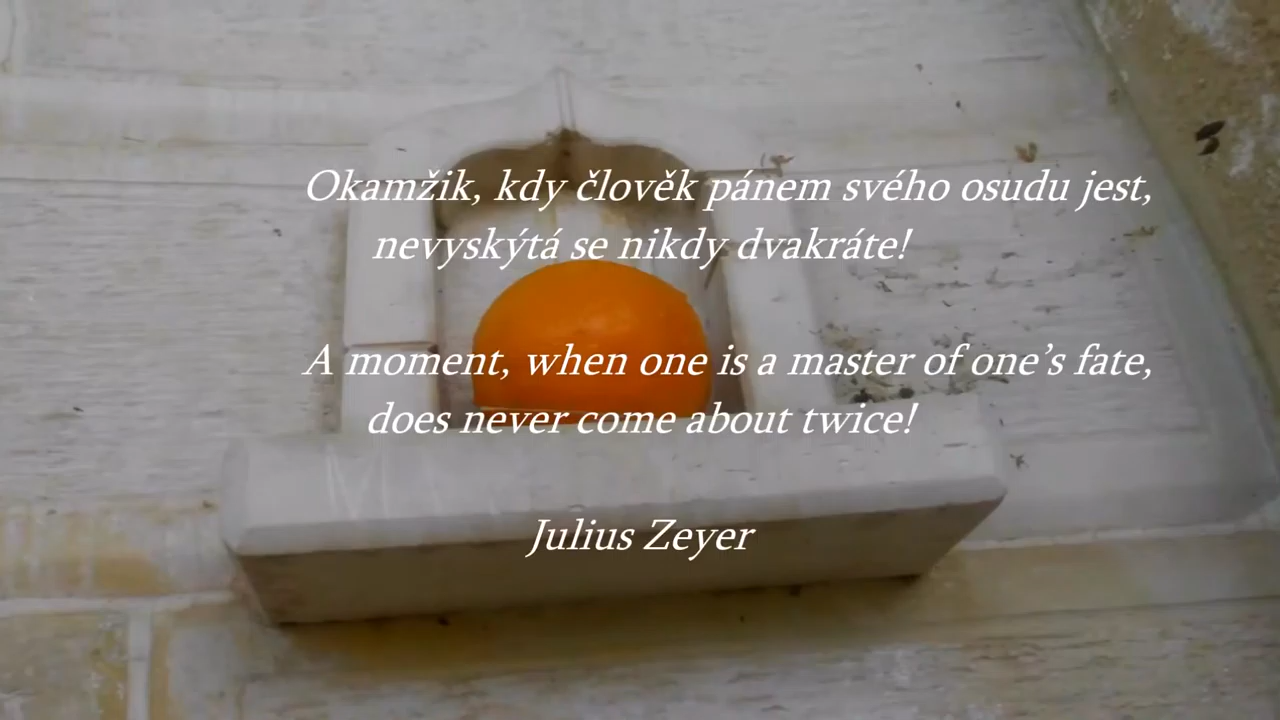 Okamžik, kdy člověk pánem svého osudu jest,
nevyskýtá se nikdy dvakráte!
A moment, when one is a master of one’s fate,
does never come about twice!
Julius Zeyer